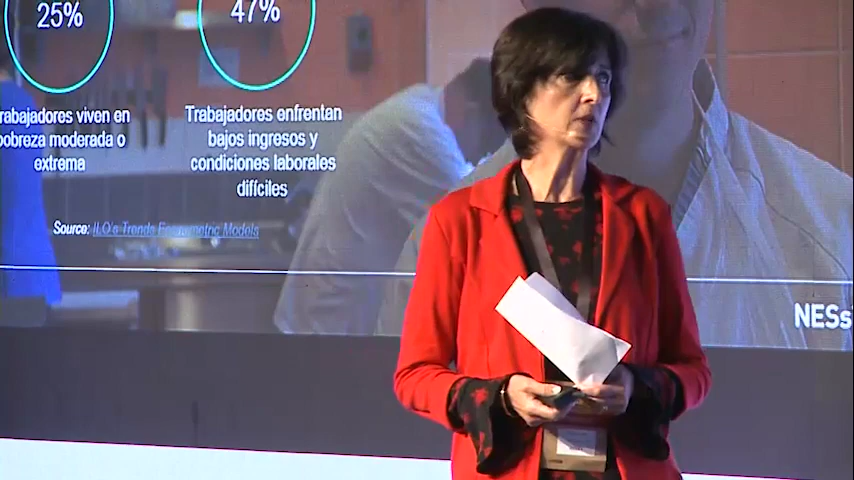 25%
47%
rabajadores viven en
pobreza moderada o
extrema
Trabajadores enfrentan
bajos ingresos y
condiciones laborales
difíciles
Source: ILO's Trends Econometric Models
NESs